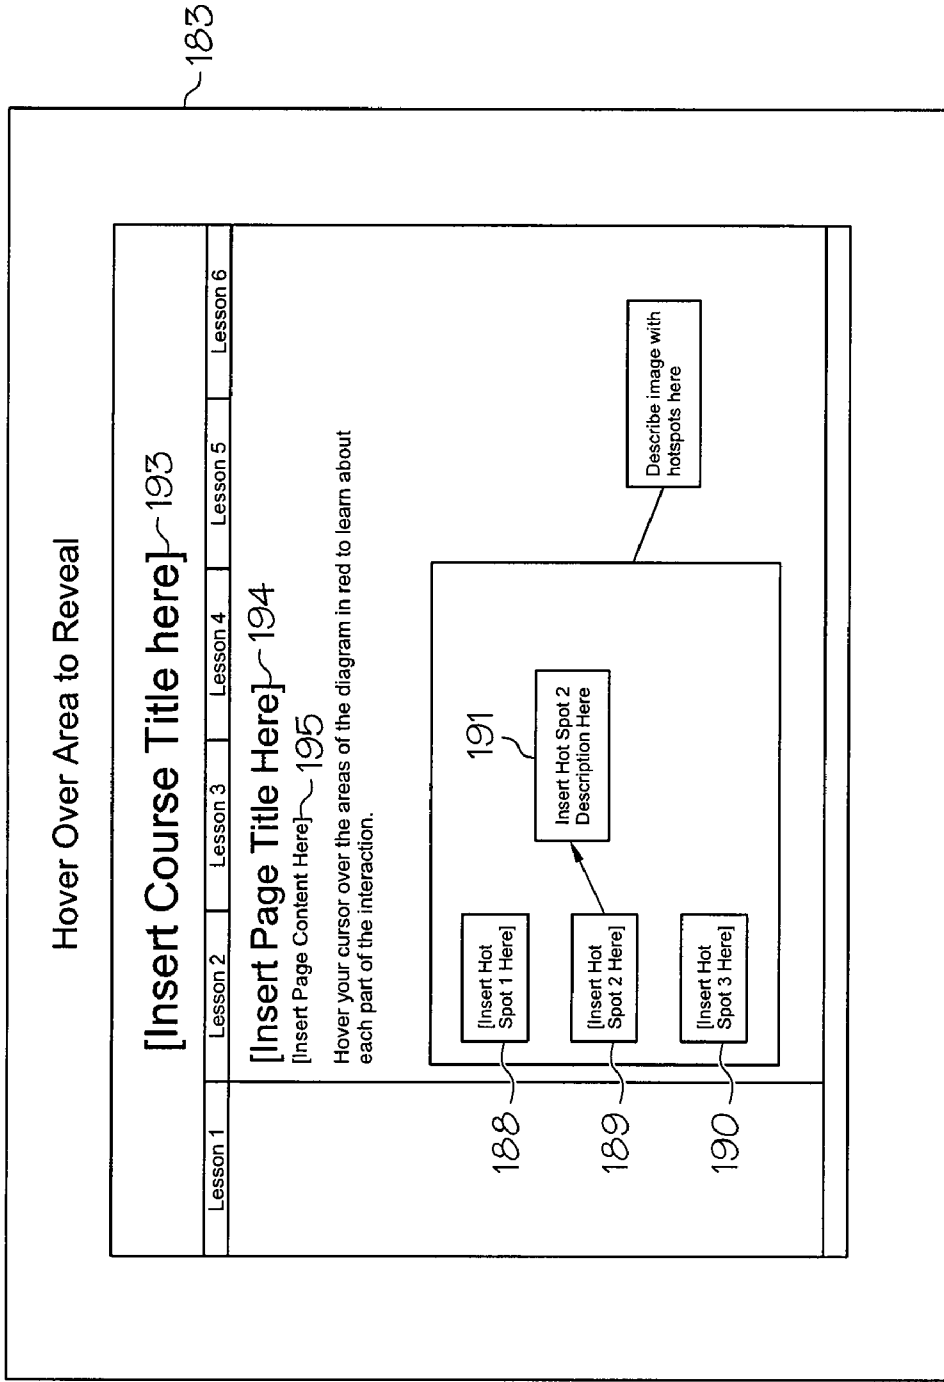 Hover Over Area to Reveal
183
[Insert Course Title here]
193
Lesson 1
Lesson 2
Lesson 3
Lesson 4
Lesson 5
Lesson 6
[Insert Page Title Here]
194
[Insert Page Content Here]
195
Hover your cursor over the areas of the diagram in red to learn about
each part of the interaction.
188
[Insert Hot
Spot 1 Here]
191
189
[Insert Hot
Spot 2 Here]
Insert Hot Spot 2
Description Here
190
[Insert Hot
Spot 3 Here]
Describe image with
hotspots here